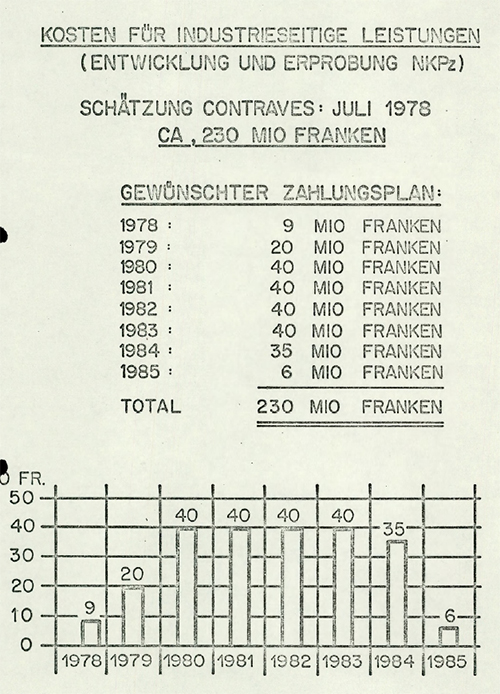 KOSTEN FÜR INDUSTRIESEITIGE LEISTUNGEN
(ENTWICKLUNG UND ERPROBUNG NKPz)
SCHÄTZUNG CONTRAVES: JULI 1978
CA, 230 MIO FRANKEN
GEWÜNSCHTER ZAHLUNGSPLAN:
1978 : 9 MIO FRANKEN
1979 : 20 MIO FRANKEN
1980 : 40 MIO FRANKEN
1981 : 40 MIO FRANKEN
1982 : 40 MIO FRANKEN
1983 : 40 MIO FRANKEN
1984 : 35 MIO FRANKEN
1985 : 6 MIO FRANKEN
TOTAL 230 MIO FRANKEN
O FR.
50
40 40 40 40
40
35
30
20
20
10
9
6
0
1978 1979 1980 1981 1982 1983 1984 1985